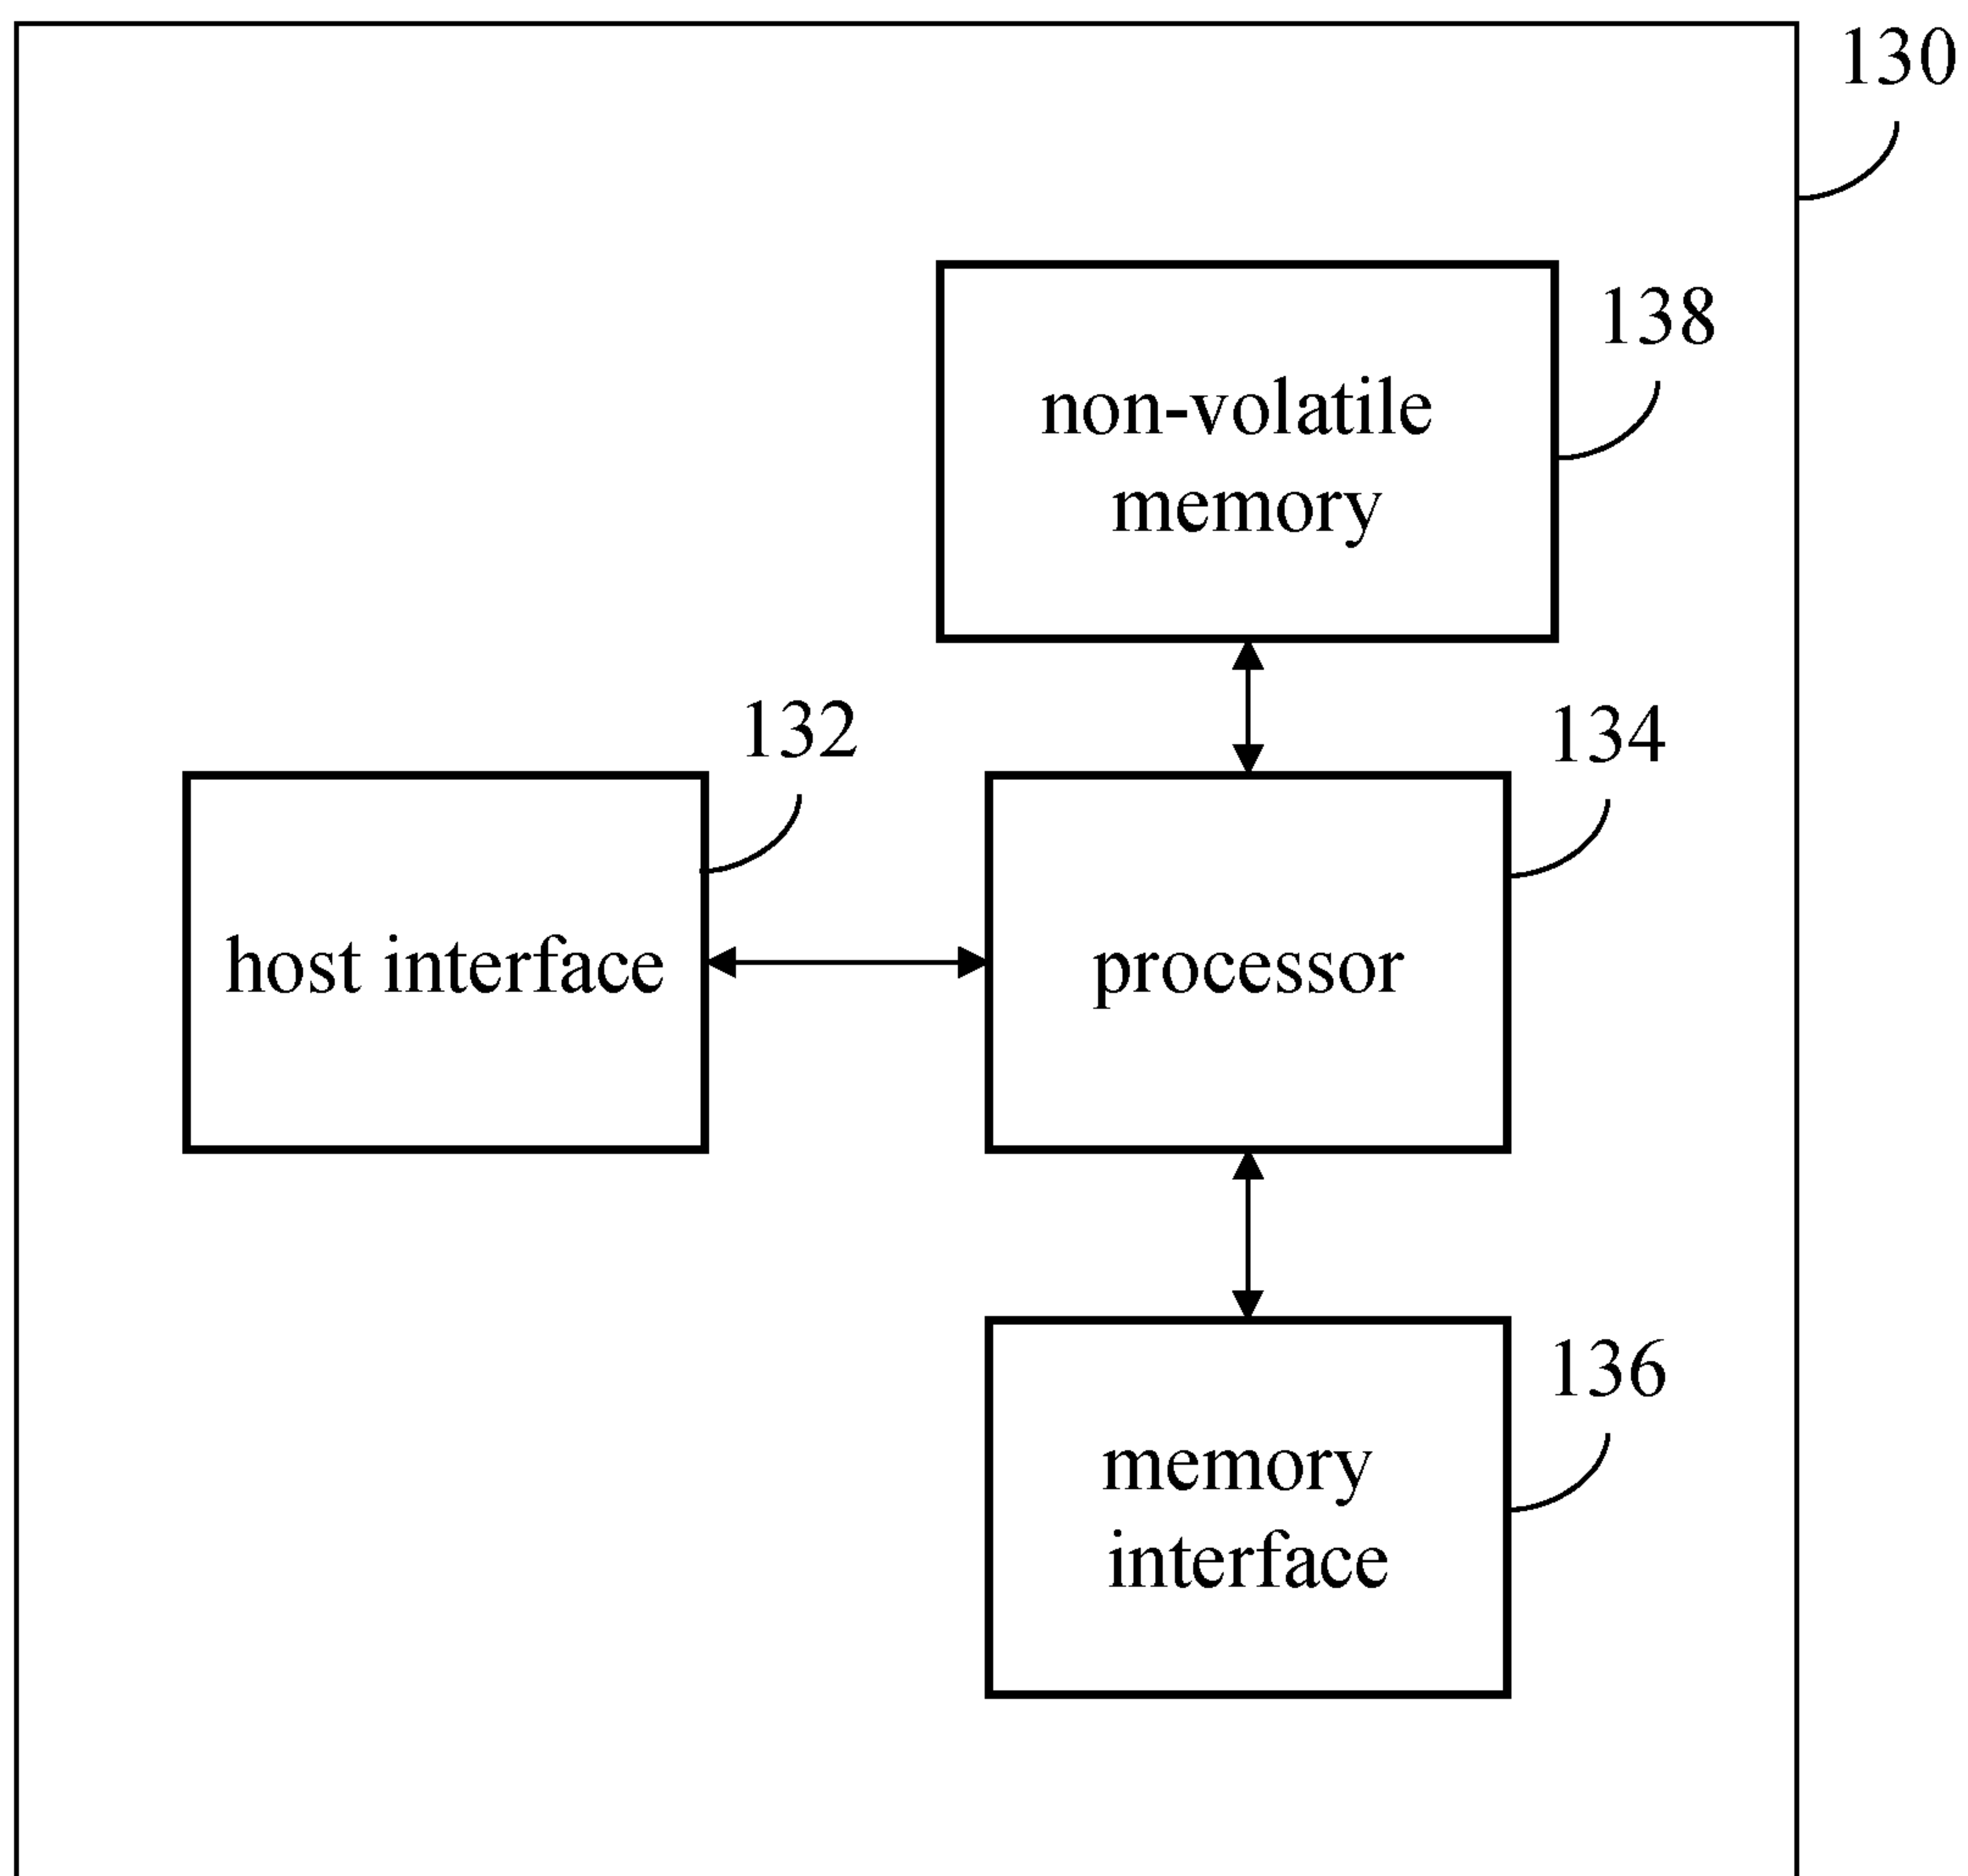 130
138
non-volatile
memory
132
134
host interface
processor
136
memory
interface